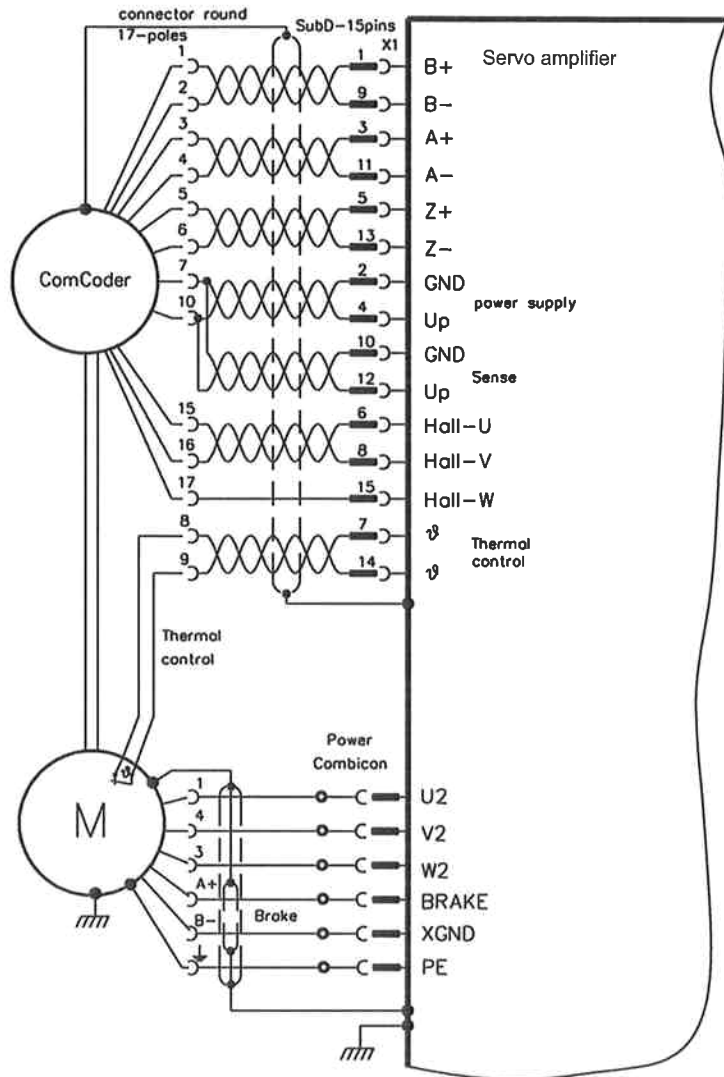 connector round
17-poles
SubD-15pins
X1
Servo amplifier
1 1 B+
2 9 B-
3 3 A+
4 11 A-
5 5 Z+
6 13 Z-
ComCoder
7 2 GND
power supply
10 4 Up
10 GND
Sense
12 Up
15 6 Hall-U
16 8 Hall-V
17 15 Hall-W
8 7 ϑ
Thermal
control
9 14 ϑ
Thermal
control
Power
Combicon
ϑ
M
1 U2
4 V2
3 W2
A+ BRAKE
B- Brake XGND
PE